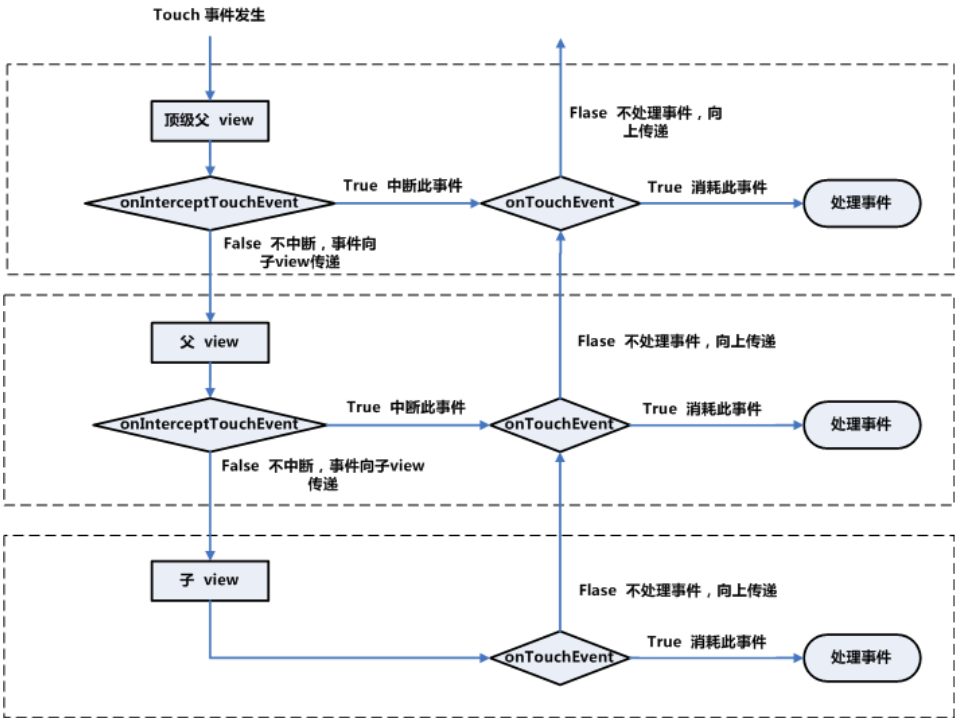 Touch 事件发生
Flase 不处理事件，向
上传递
顶级父 view
onInterceptTouchEvent
True 中断此事件
onTouchEvent
True 消耗此事件
处理事件
False 不中断，事件向
子view传递
父 view
Flase 不处理事件，向上传递
onInterceptTouchEvent
True 中断此事件
onTouchEvent
True 消耗此事件
处理事件
False 不中断，事件向子view
传递
子 view
Flase 不处理事件，向上传递
onTouchEvent
True 消耗此事件
处理事件